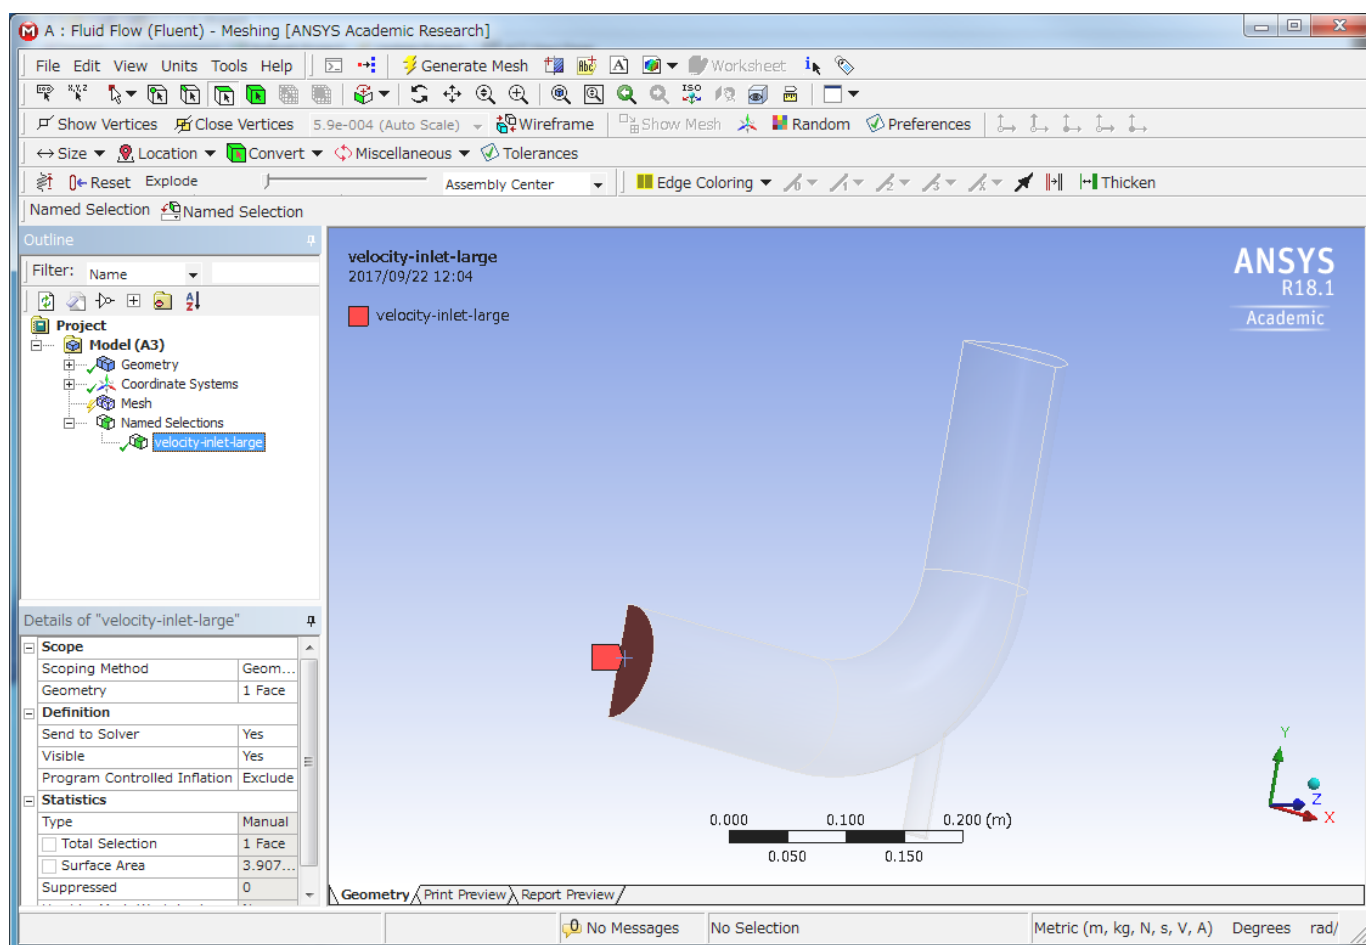 A : Fluid Flow (Fluent) - Meshing [ANSYS Academic Research]
File Edit View Units Tools Help Generate Mesh Worksheet
Show Vertices Close Vertices 5.9e-004 (Auto Scale) Wireframe Show Mesh Random Preferences
Size Location Convert Miscellaneous Tolerances
Reset Explode Assembly Center Edge Coloring Thicken
Named Selection Named Selection
Outline
Filter: Name
Project
Model (A3)
Geometry
Coordinate Systems
Mesh
Named Selections
velocity-inlet-large
Details of "velocity-inlet-large"
Scope
Scoping Method Geom...
Geometry 1 Face
Definition
Send to Solver Yes
Visible Yes
Program Controlled Inflation Exclude
Statistics
Type Manual
Total Selection 1 Face
Surface Area 3.907...
Suppressed 0
velocity-inlet-large
2017/09/22 12:04
velocity-inlet-large
ANSYS
R18.1
Academic
0.000 0.100 0.200 (m)
0.050 0.150
Y
Z
X
Geometry Print Preview Report Preview
No Messages No Selection Metric (m, kg, N, s, V, A) Degrees rad/